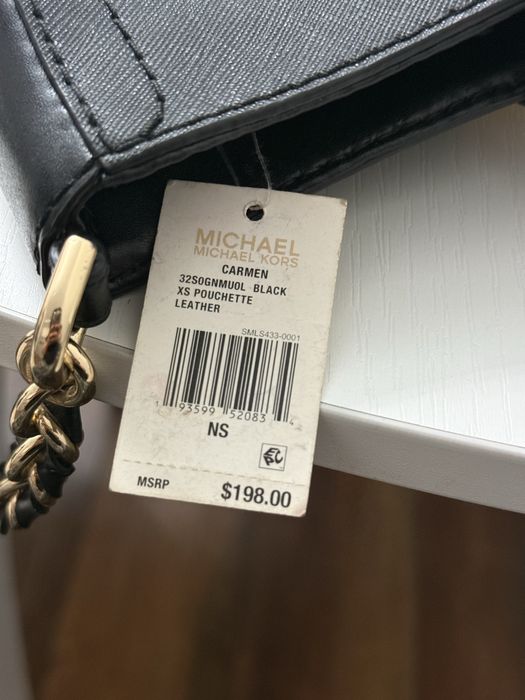 MICHAEL
MICHAEL KORS
CARMEN
32S0GNMU0L BLACK
XS POUCHETTE
LEATHER
SMLS433-0001
1 93599 52083 4
NS
MSRP $198.00